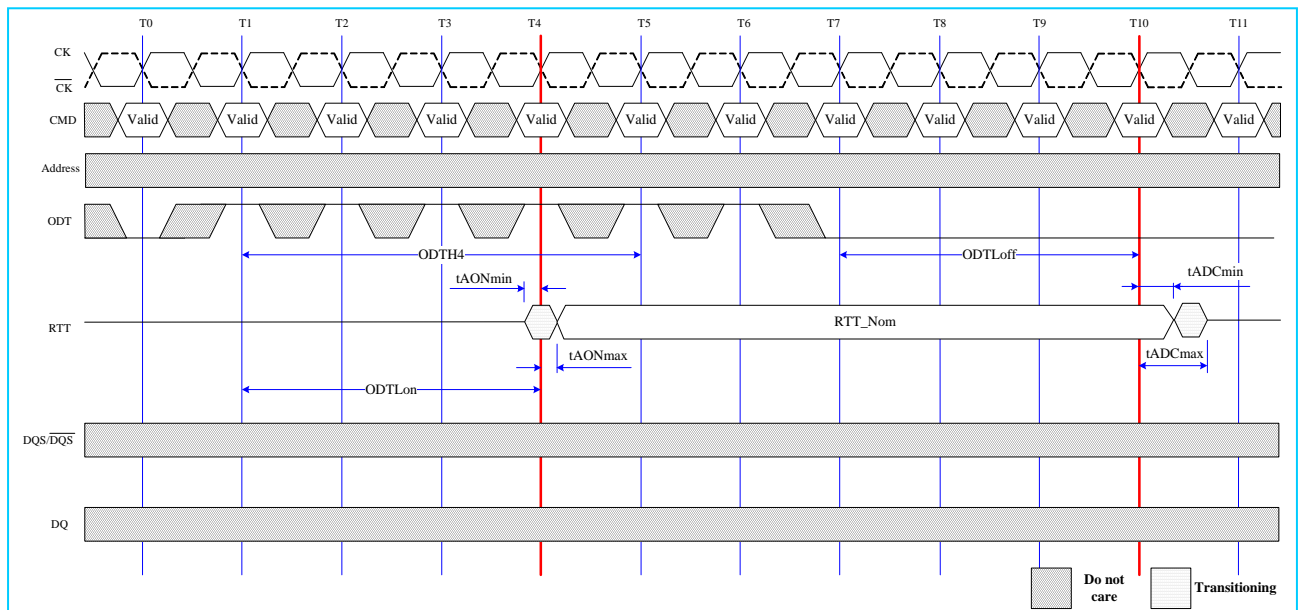 T0 T1 T2 T3 T4 T5 T6 T7 T8 T9 T10 T11
CK
CK
CMD Valid Valid Valid Valid Valid Valid Valid Valid Valid Valid Valid Valid
Address
ODT
ODTH4 ODTLoff
tAONmin tADCmin
RTT RTT_Nom
tAONmax tADCmax
ODTLon
DQS/DQS
DQ
Do not care Transitioning